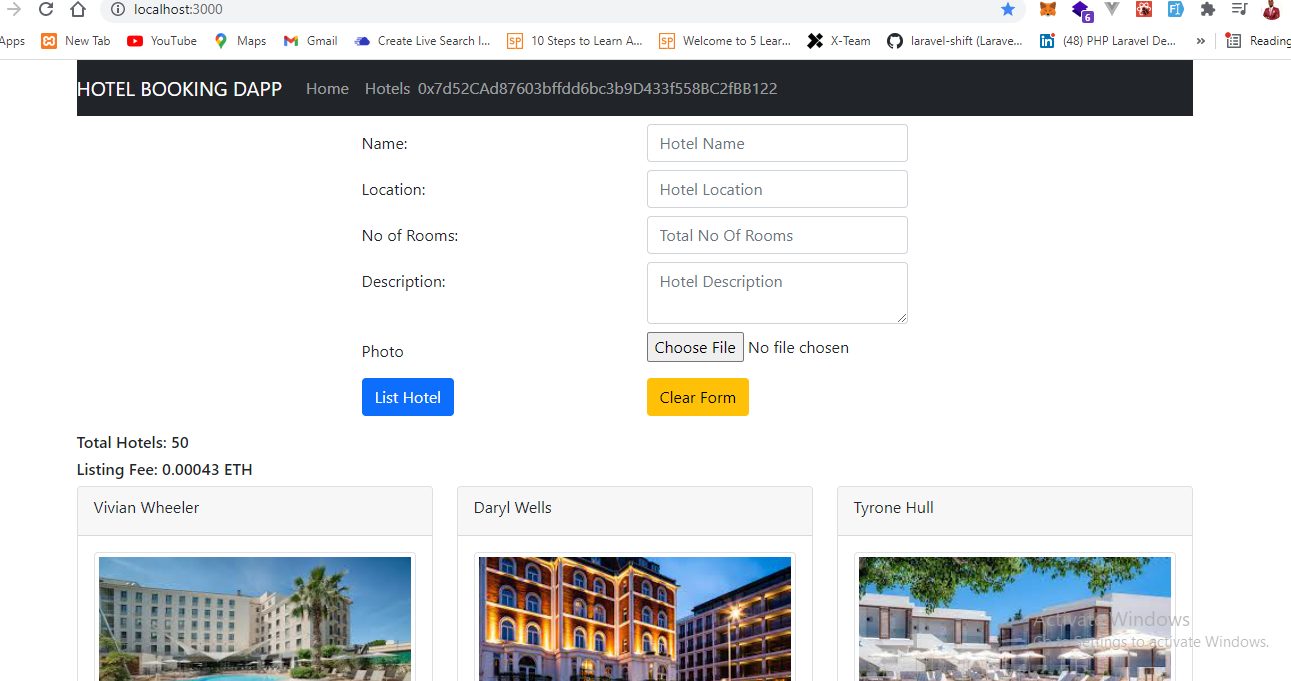 localhost:3000
6
Apps New Tab YouTube Maps Gmail Create Live Search I... SP 10 Steps to Learn A... SP Welcome to 5 Lear... X-Team laravel-shift (Larave... in (48) PHP Laravel De... » Reading
HOTEL BOOKING DAPP Home Hotels 0x7d52CAd87603bffdd6bc3b9D433f558BC2fBB122
Name: Hotel Name
Location: Hotel Location
No of Rooms: Total No Of Rooms
Description: Hotel Description
Photo Choose File No file chosen
List Hotel Clear Form
Total Hotels: 50
Listing Fee: 0.00043 ETH
Vivian Wheeler Daryl Wells Tyrone Hull
Activate Windows
Go to Settings to activate Windows.